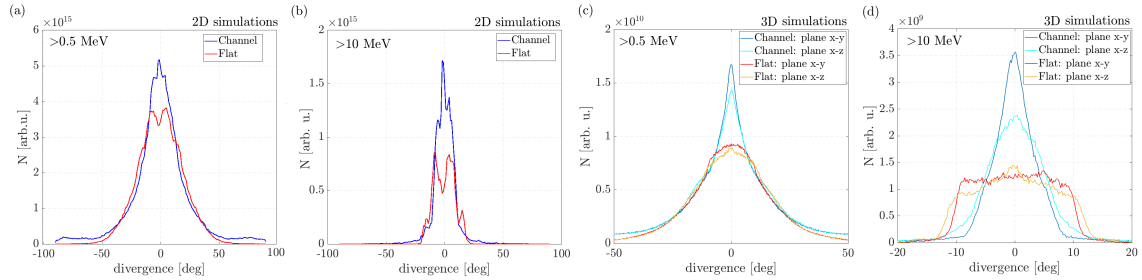 (a)
×10^15
2D simulations
>0.5 MeV
Channel
Flat
N [arb.u.]
6
5
4
3
2
1
0
-100
-50
0
50
100
divergence [deg]
(b)
×10^15
2D simulations
>10 MeV
Channel
Flat
N [arb.u.]
2
1.5
1
0.5
0
-100
-50
0
50
100
divergence [deg]
(c)
×10^10
3D simulations
>0.5 MeV
Channel: plane x-y
Channel: plane x-z
Flat: plane x-y
Flat: plane x-z
N [arb. u.]
2.0
1.5
1.0
0.5
0
-50
0
50
divergence [deg]
(d)
×10^9
3D simulations
>10 MeV
Channel: plane x-y
Channel: plane x-z
Flat: plane x-y
Flat: plane x-z
N [arb. u.]
4
3.5
3
2.5
2
1.5
1
0.5
0
-20
-10
0
10
20
divergence [deg]